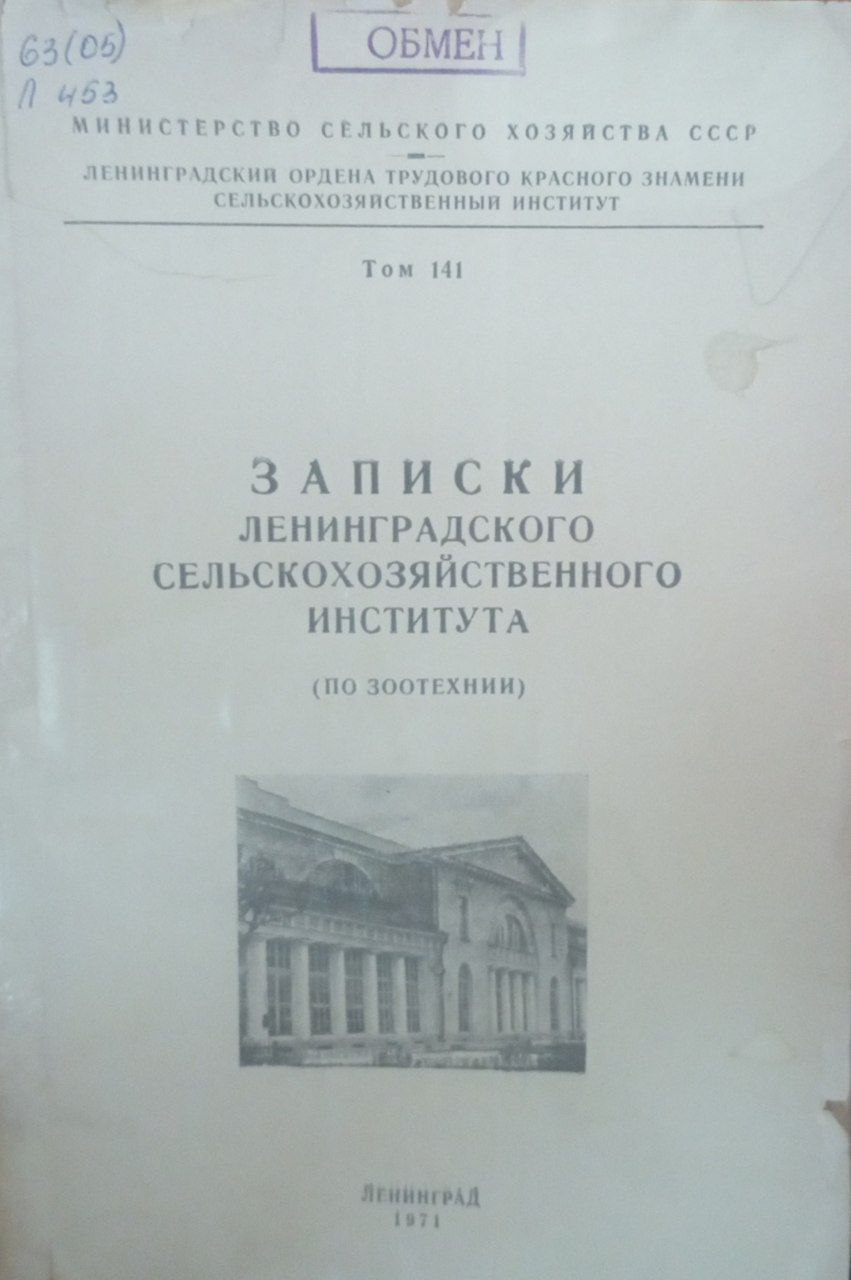 63(05)
Л 453
ОБМЕН
МИНИСТЕРСТВО СЕЛЬСКОГО ХОЗЯЙСТВА СССР
ЛЕНИНГРАДСКИЙ ОРДЕНА ТРУДОВОГО КРАСНОГО ЗНАМЕНИ
СЕЛЬСКОХОЗЯЙСТВЕННЫЙ ИНСТИТУТ
Том 141
ЗАПИСКИ
ЛЕНИНГРАДСКОГО
СЕЛЬСКОХОЗЯЙСТВЕННОГО
ИНСТИТУТА
(ПО ЗООТЕХНИИ)
ЛЕНИНГРАД
1971